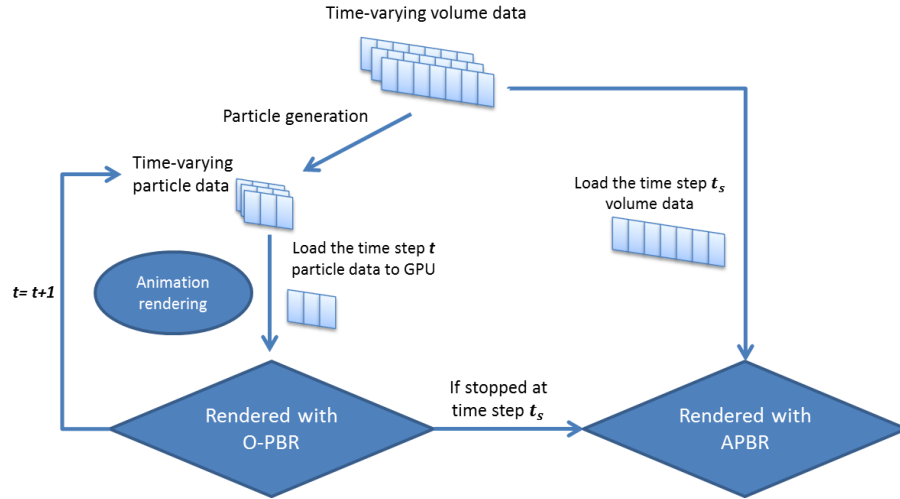 Time-varying volume data
Particle generation
Time-varying
particle data
Load the time step t
particle data to GPU
Load the time step ts
volume data
Animation
rendering
t= t+1
Rendered with
O-PBR
If stopped at
time step ts
Rendered with
APBR